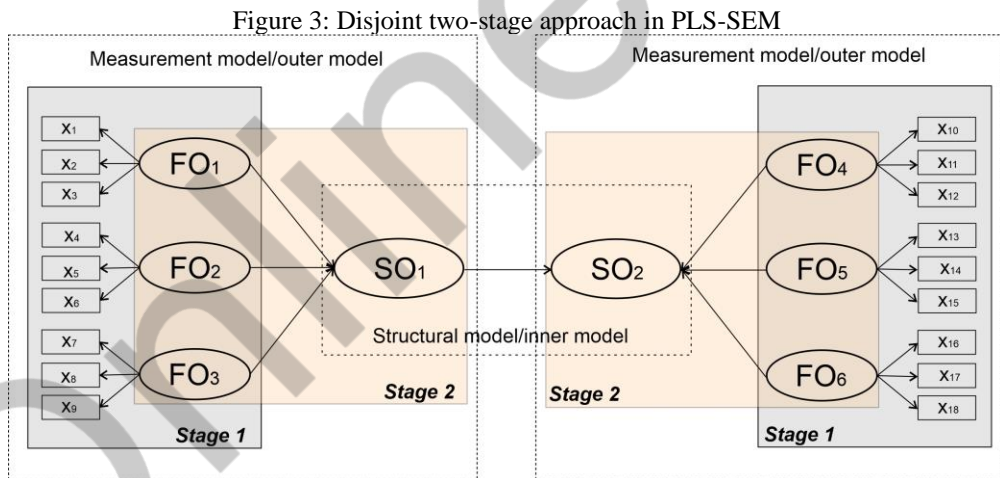 Figure 3: Disjoint two-stage approach in PLS-SEM
Measurement model/outer model
Measurement model/outer model
X1
X2
X3
X4
X5
X6
X7
X8
X9
FO1
FO2
FO3
Stage 1
SO1
Stage 2
Structural model/inner model
SO2
Stage 2
FO4
FO5
FO6
Stage 1
X10
X11
X12
X13
X14
X15
X16
X17
X18